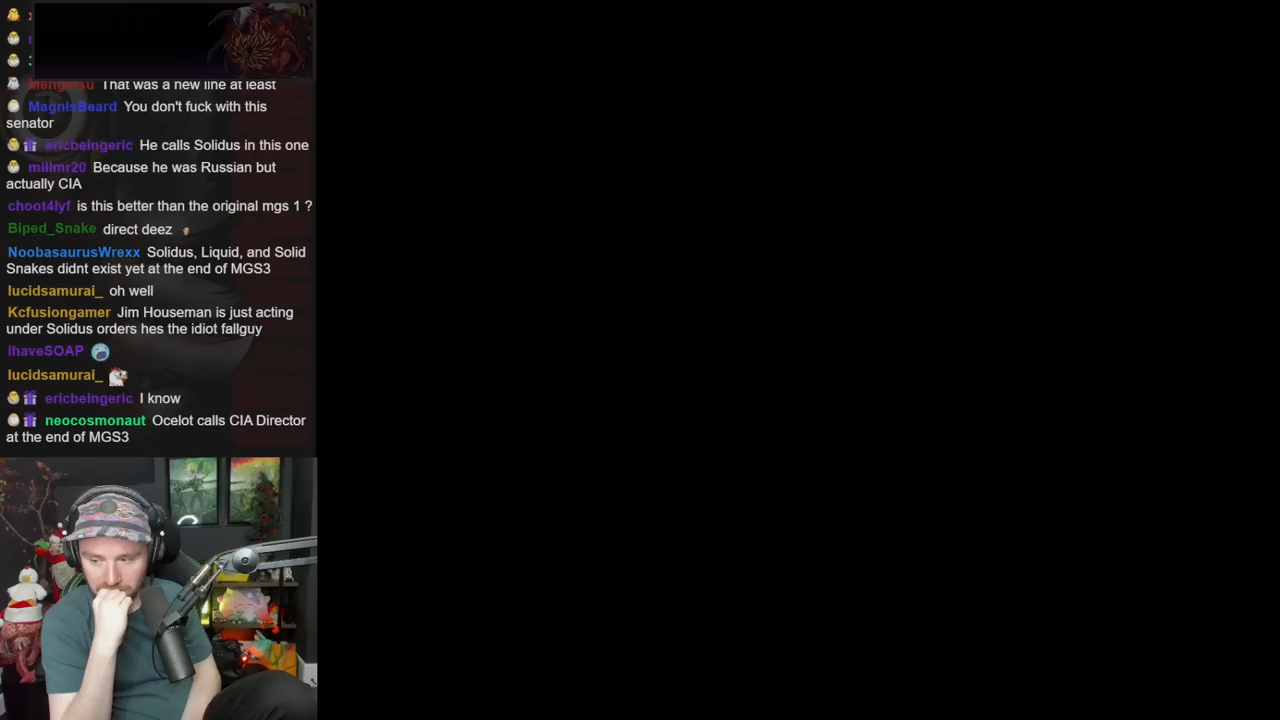 Mengetsu That was a new line at least
MagnisBeard You don't fuck with this
senator
ericbeingeric He calls Solidus in this one
millmr20 Because he was Russian but
actually CIA
choot4lyf is this better than the original mgs 1 ?
Biped_Snake direct deez
NoobasaurusWrexx Solidus, Liquid, and Solid
Snakes didnt exist yet at the end of MGS3
lucidsamurai_ oh well
Kcfusiongamer Jim Houseman is just acting
under Solidus orders hes the idiot fallguy
IhaveSOAP
lucidsamurai_
ericbeingeric I know
neocosmonaut Ocelot calls CIA Director
at the end of MGS3